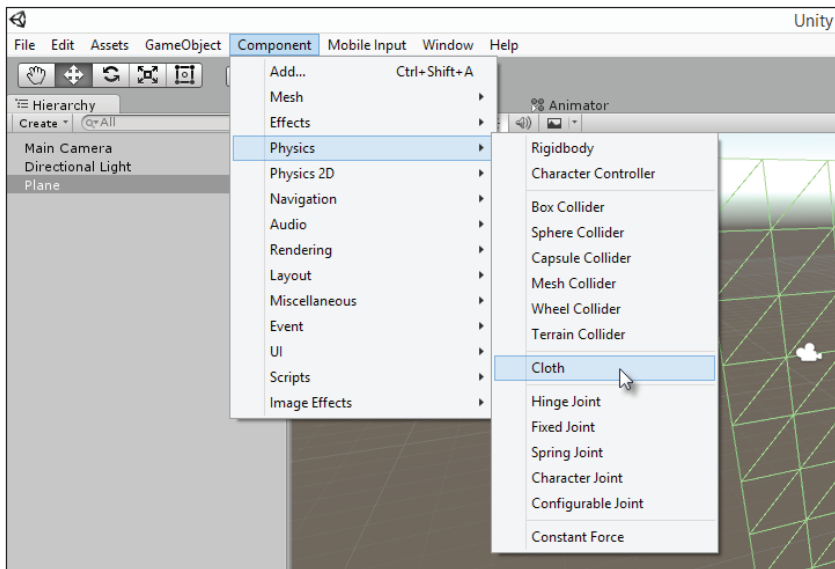 Unity
File Edit Assets GameObject Component Mobile Input Window Help
Add... Ctrl+Shift+A
Mesh
Effects
Physics
Physics 2D
Navigation
Audio
Rendering
Layout
Miscellaneous
Event
UI
Scripts
Image Effects
Hierarchy
Create All
Main Camera
Directional Light
Plane
Animator
Rigidbody
Character Controller
Box Collider
Sphere Collider
Capsule Collider
Mesh Collider
Wheel Collider
Terrain Collider
Cloth
Hinge Joint
Fixed Joint
Spring Joint
Character Joint
Configurable Joint
Constant Force